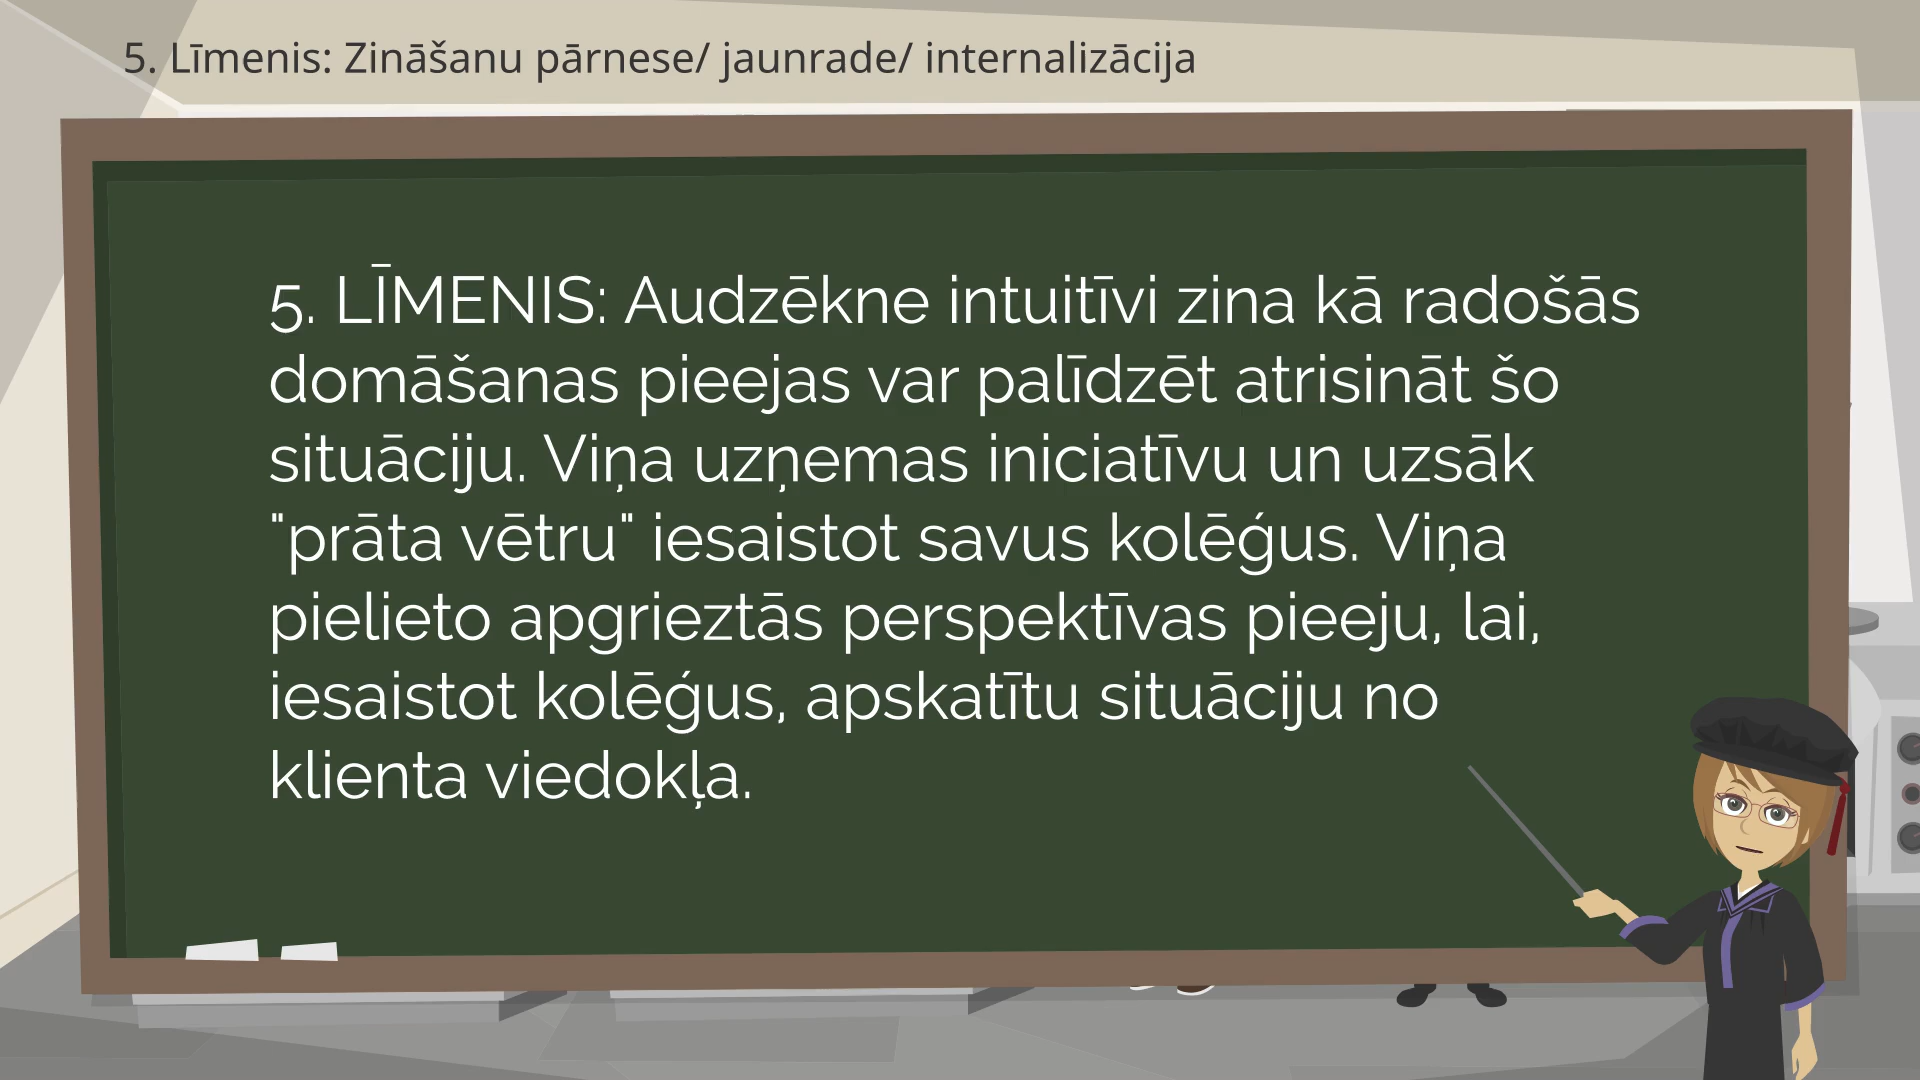 5. Līmenis: Zināšanu pārnese/ jaunrade/ internalizācija
5. LĪMENIS: Audzēkne intuitīvi zina kā radošās
domāšanas pieejas var palīdzēt atrisināt šo
situāciju. Viņa uzņemas iniciatīvu un uzsāk
"prāta vētru" iesaistot savus kolēģus. Viņa
pielieto apgrieztās perspektīvas pieeju, lai,
iesaistot kolēģus, apskatītu situāciju no
klienta viedokļa.